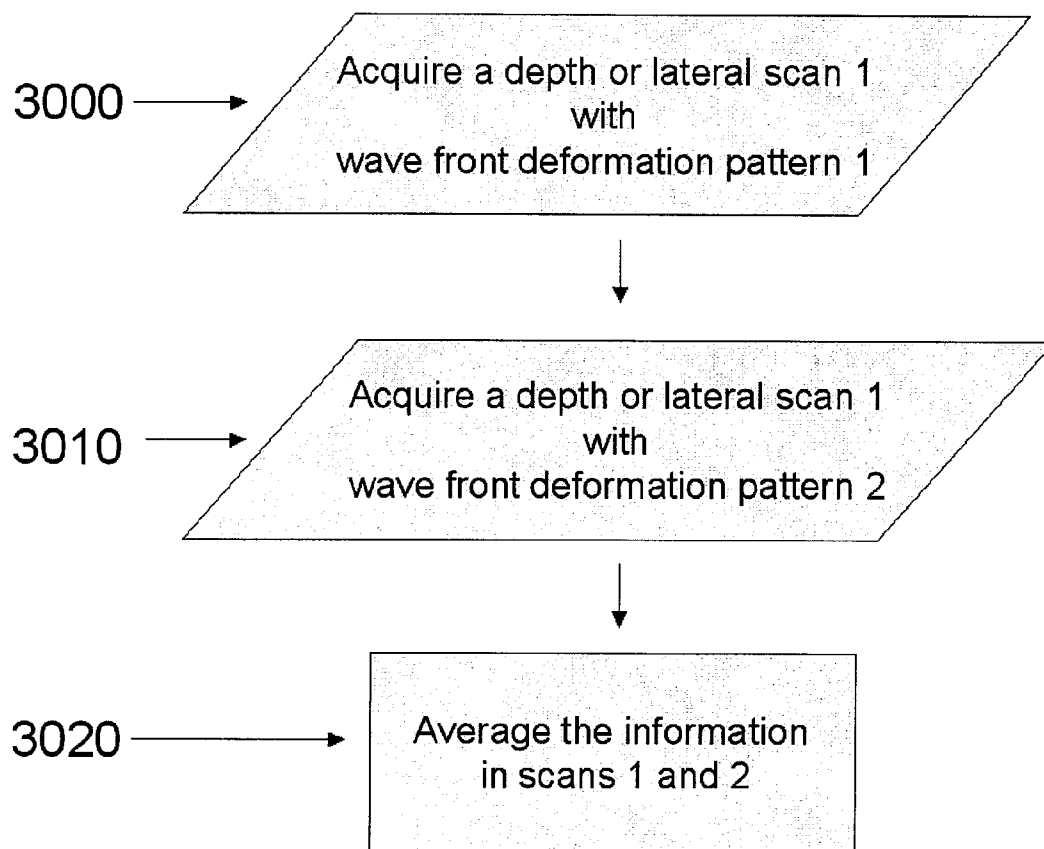 3000
Acquire a depth or lateral scan 1
with
wave front deformation pattern 1
3010
Acquire a depth or lateral scan 1
with
wave front deformation pattern 2
3020
Average the information
in scans 1 and 2